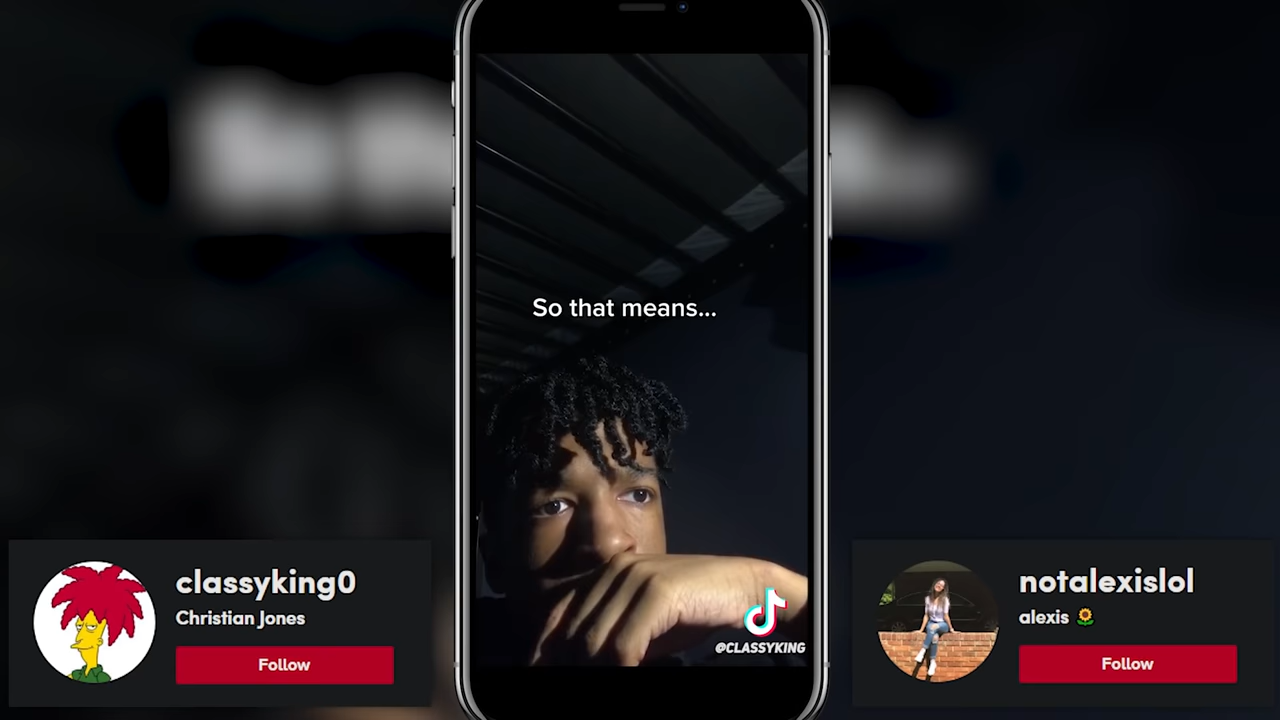 So that means...
@CLASSYKING
classyking0
Christian Jones
Follow
notalexislol
alexis 🌻
Follow